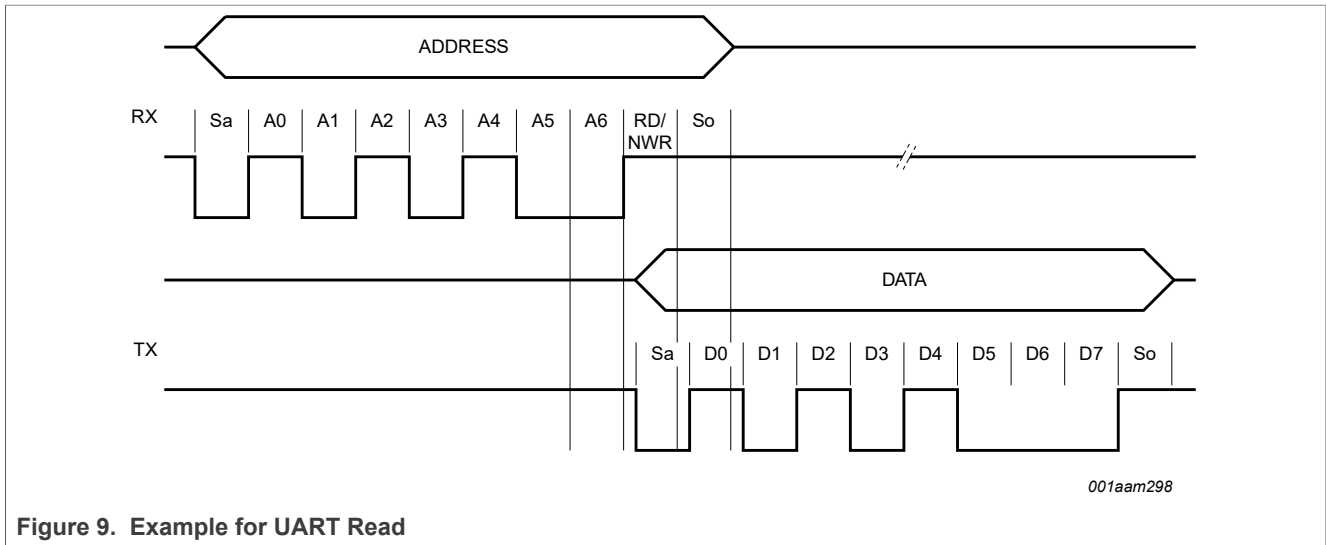 ADDRESS
RX Sa A0 A1 A2 A3 A4 A5 A6 RD/ So
NWR
DATA
TX Sa D0 D1 D2 D3 D4 D5 D6 D7 So
001aam298
Figure 9. Example for UART Read